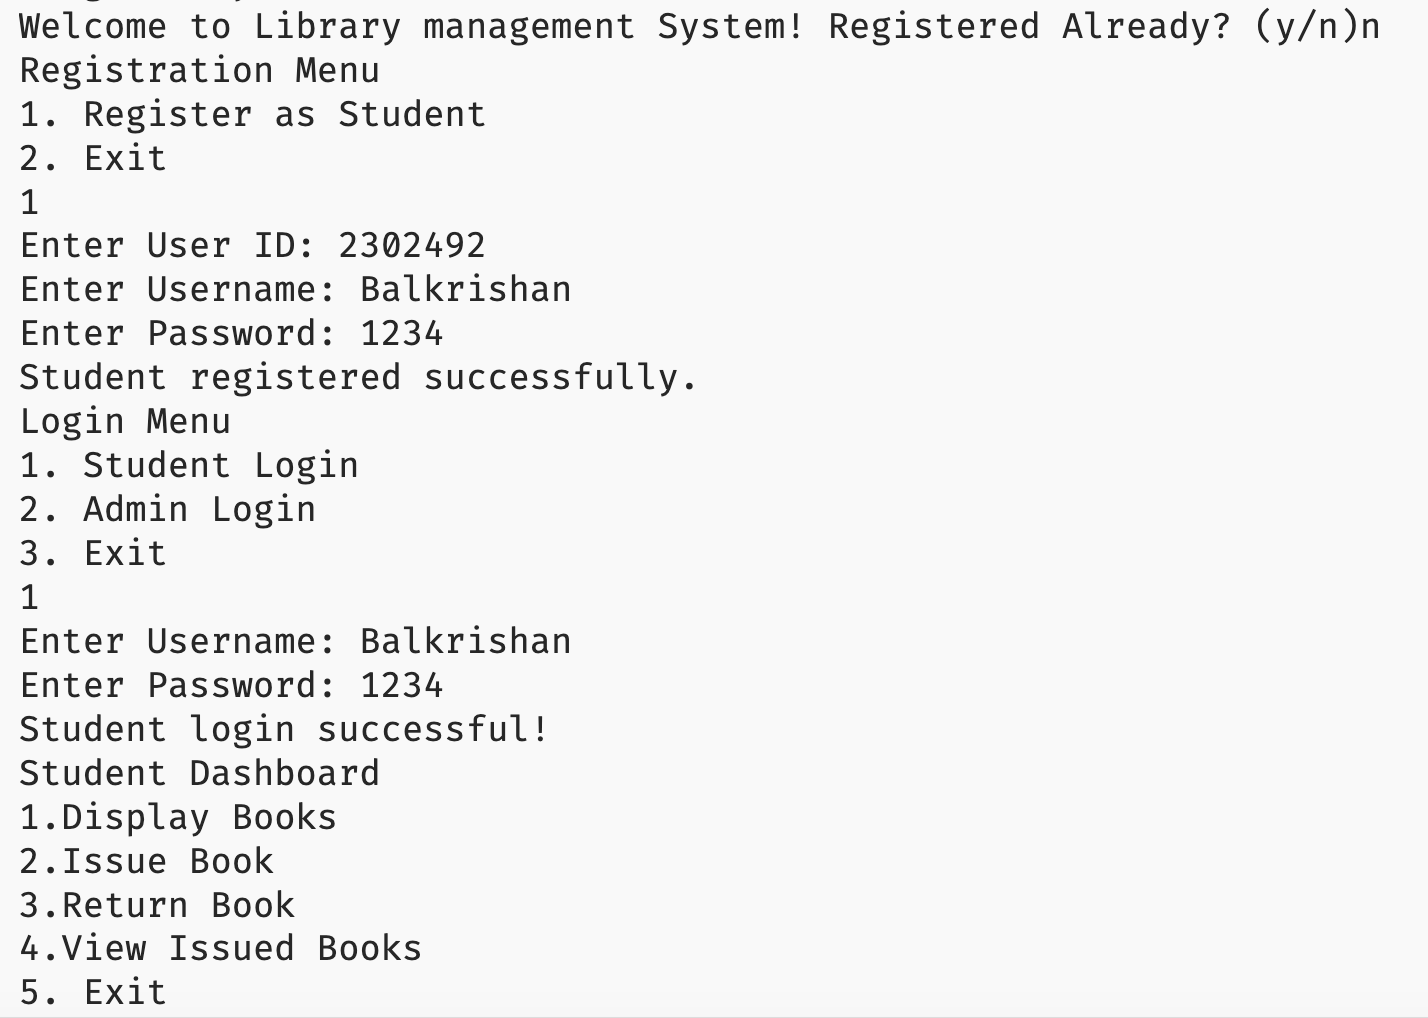 Welcome to Library management System! Registered Already? (y/n)n
Registration Menu
1. Register as Student
2. Exit
1
Enter User ID: 2302492
Enter Username: Balkrishan
Enter Password: 1234
Student registered successfully.
Login Menu
1. Student Login
2. Admin Login
3. Exit
1
Enter Username: Balkrishan
Enter Password: 1234
Student login successful!
Student Dashboard
1.Display Books
2.Issue Book
3.Return Book
4.View Issued Books
5. Exit